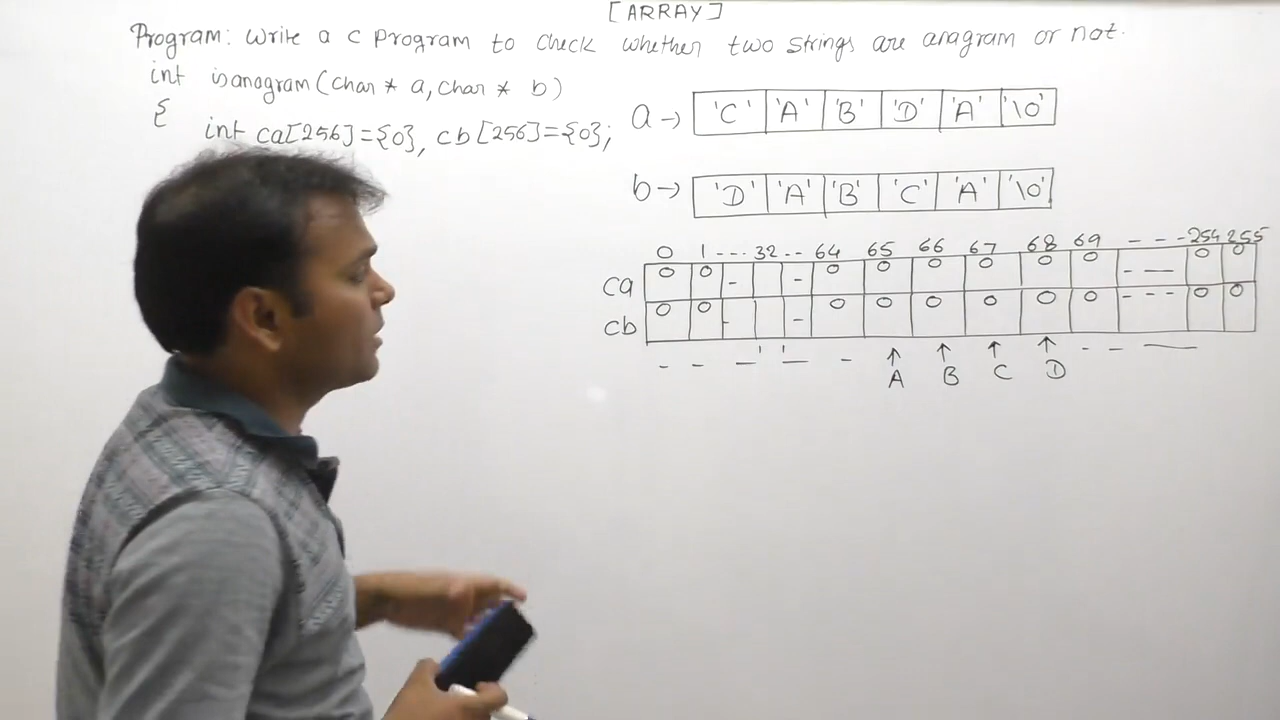 [ARRAY]
Program: Write a C program to check whether two strings are anagram or not.
int isanagram(char * a, char * b)
{
int ca[256]={0}, cb[256]={0};
a→ 'C' 'A' 'B' 'D' 'A' '\0'
b→ 'D' 'A' 'B' 'C' 'A' '\0'
0 1 --- 32 -- 64 65 66 67 68 69 ---- 254 255
ca 0 0 - - 0 0 0 0 0 0 - — 0 0
cb 0 0 - - 0 0 0 0 0 0 --- 0 0
A B C D